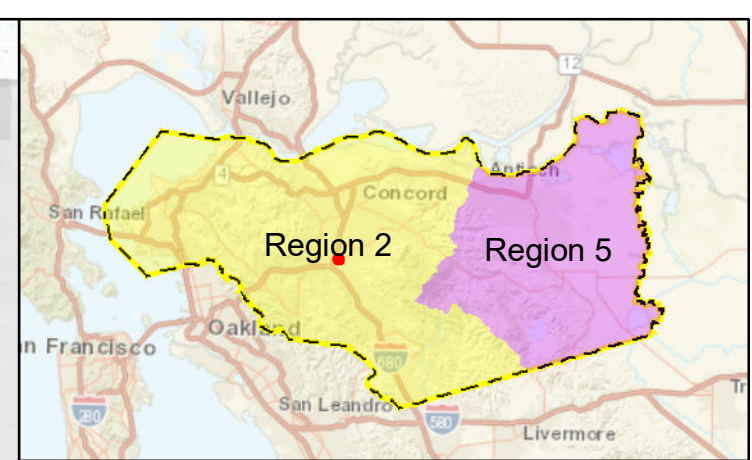 12
Vallejo
Antioch
4
Concord
San Rafael
Region 2
Region 5
Oakland
n Francisco
680
San Leandro
Tr
280
580
Livermore